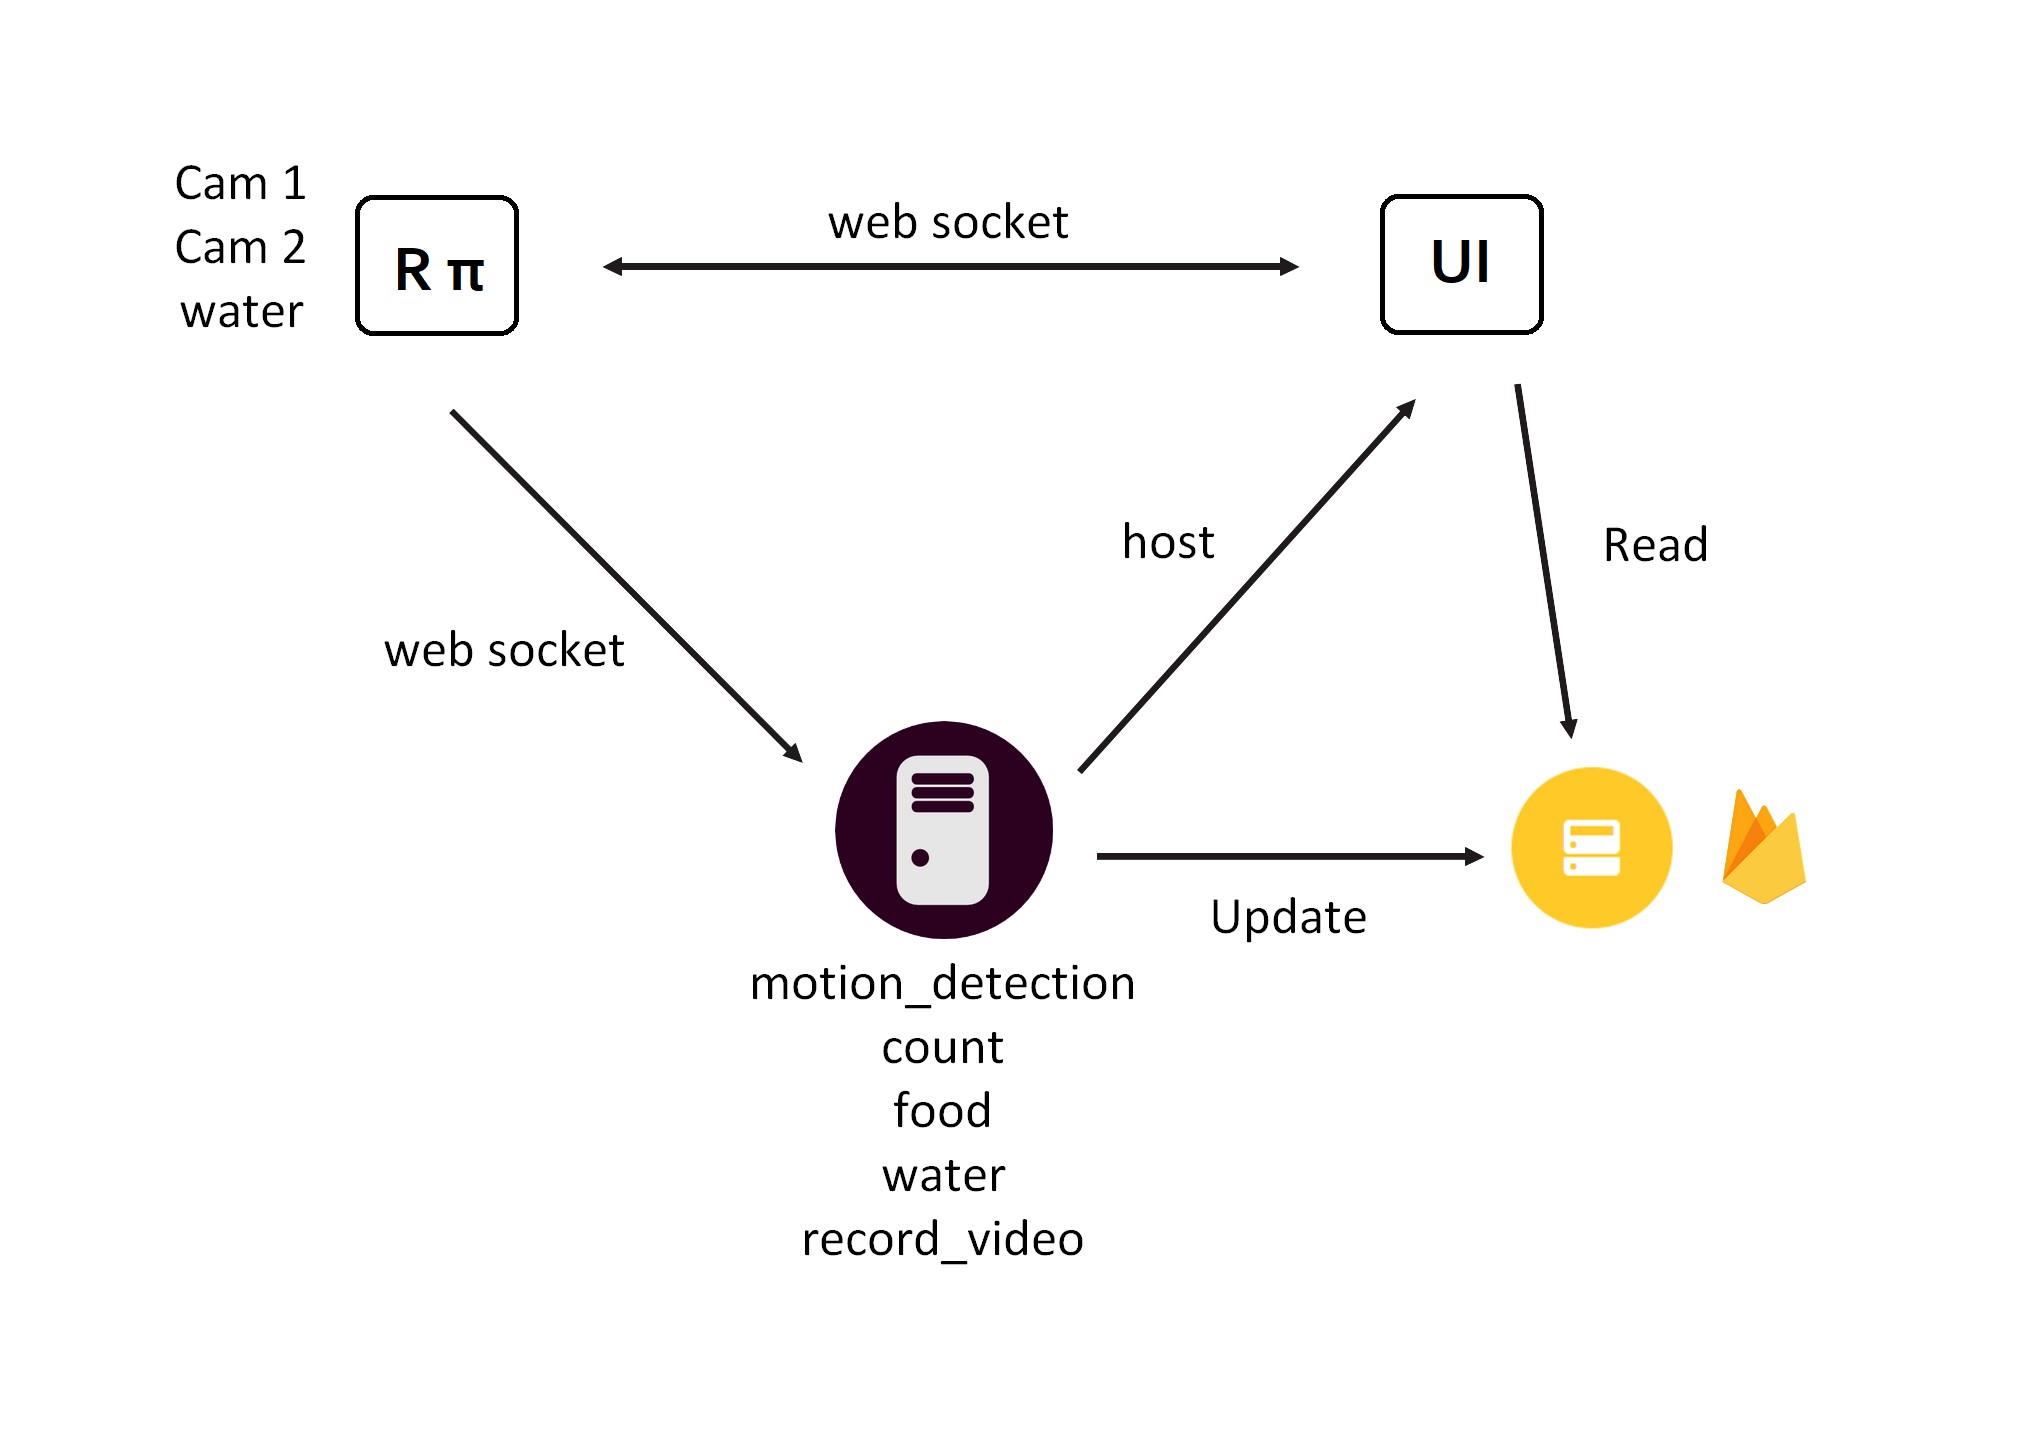 Cam 1
Cam 2
water
R π
web socket
UI
host
Read
web socket
Update
motion_detection
count
food
water
record_video